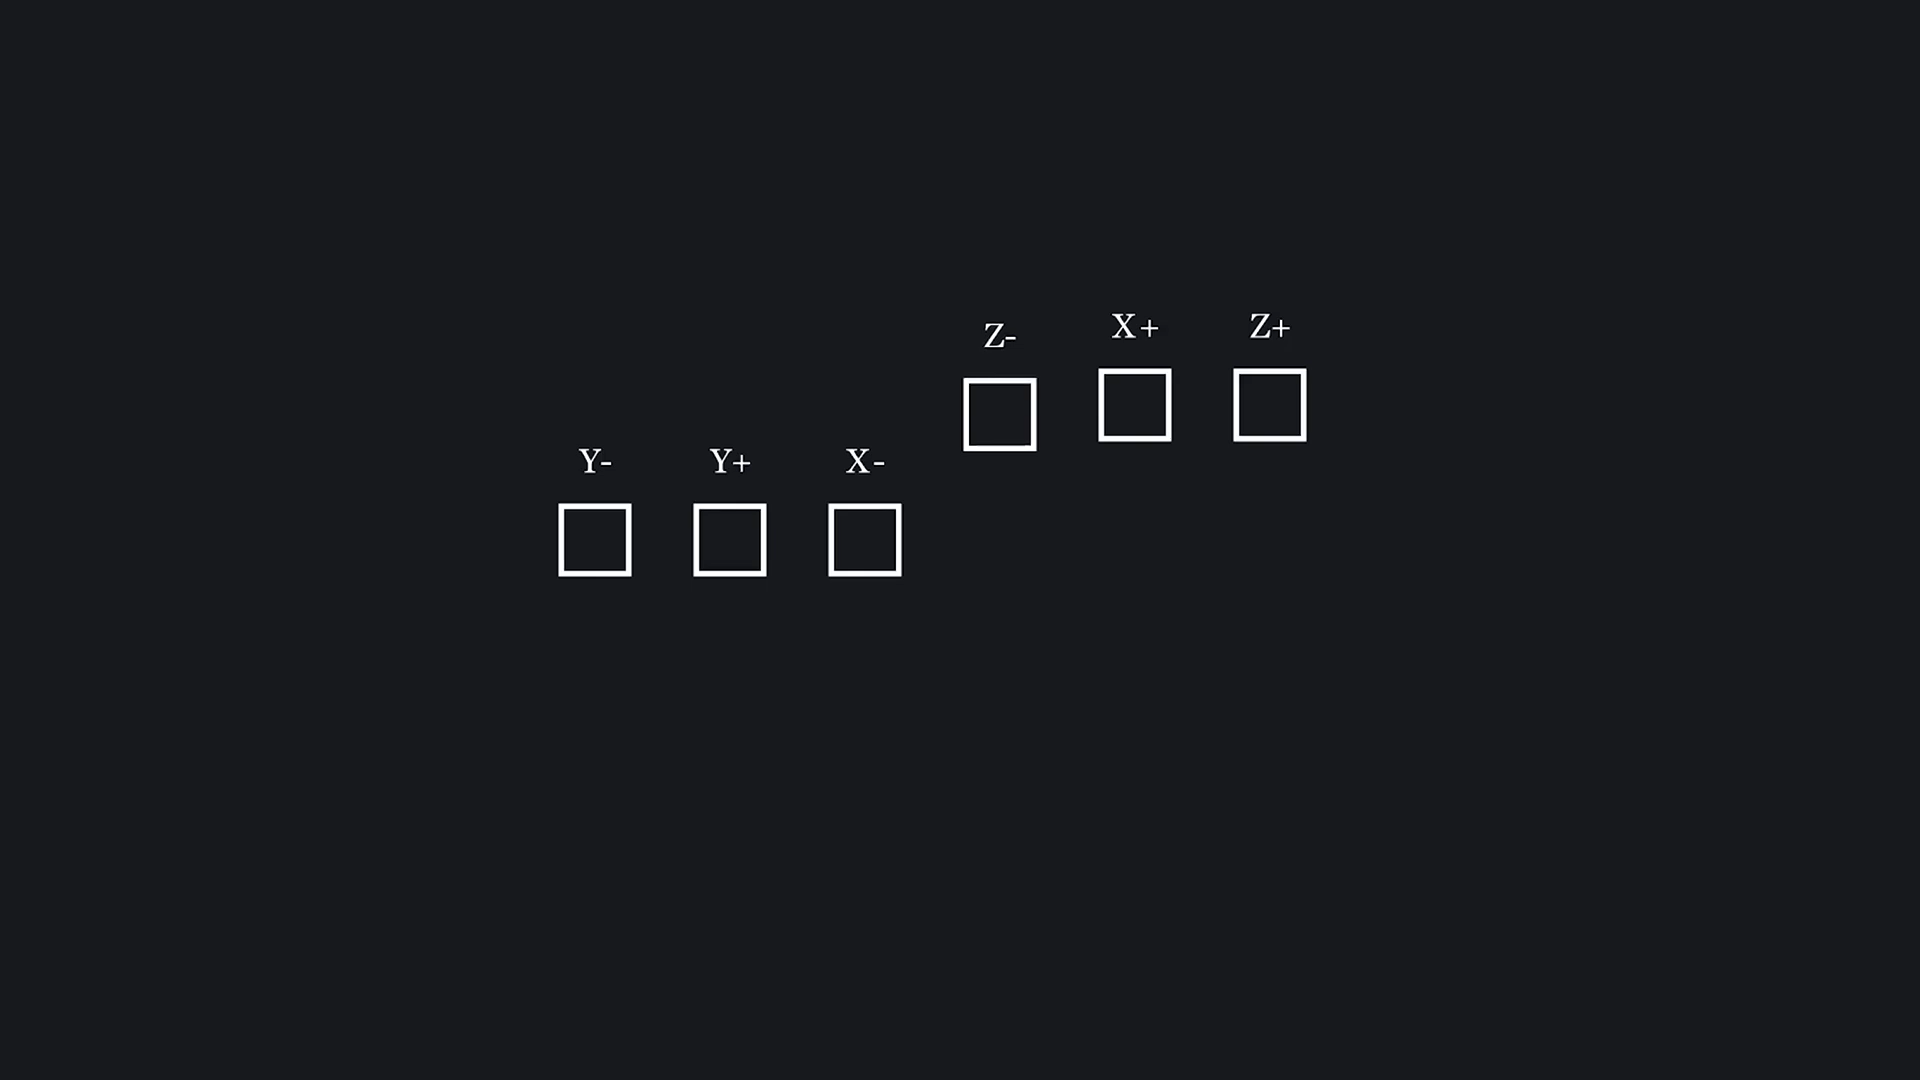 Z- X+ Z+
Y- Y+ X-